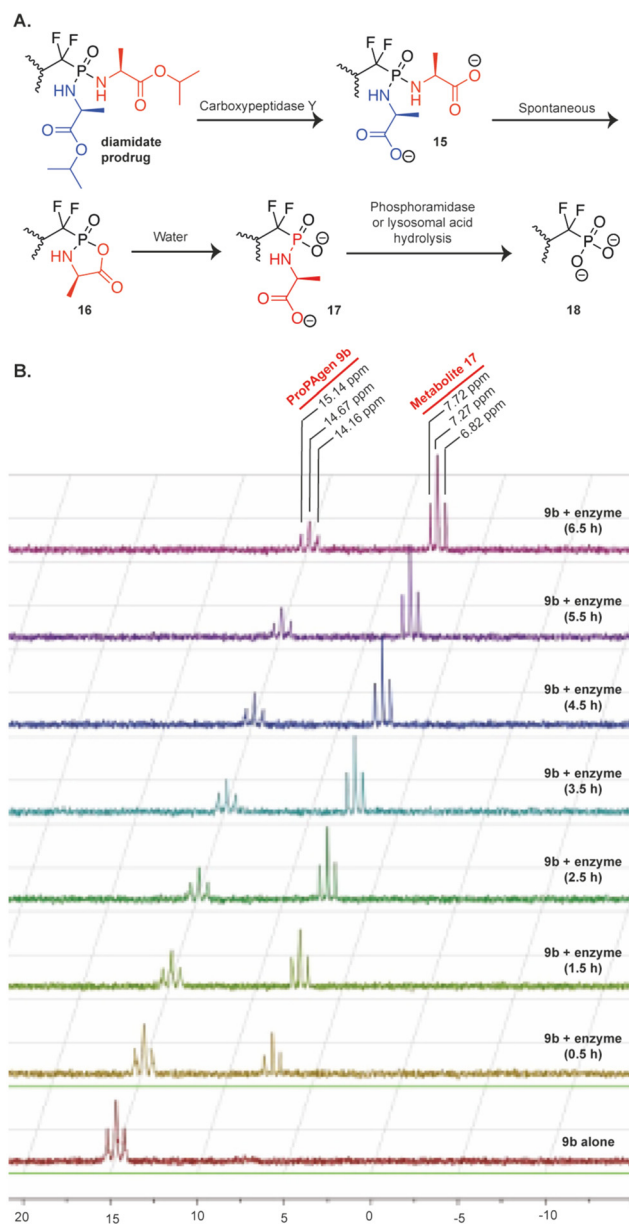 A.
F F
O
P
N
H
O
O
HN
O
O
diamidate
prodrug
Carboxypeptidase Y
F F
O
P
N
H
O
O⊖
HN
O
O⊖
15
Spontaneous
F F
O
P
HN
O
O
16
Water
F F
O
P
O⊖
HN
O
O⊖
17
Phosphoramidase
or lysosomal acid
hydrolysis
F F
O
P
O⊖
O⊖
18
B.
ProPAgen 9b
15.14 ppm
14.67 ppm
14.16 ppm
Metabolite 17
7.72 ppm
7.27 ppm
6.82 ppm
9b + enzyme
(6.5 h)
9b + enzyme
(5.5 h)
9b + enzyme
(4.5 h)
9b + enzyme
(3.5 h)
9b + enzyme
(2.5 h)
9b + enzyme
(1.5 h)
9b + enzyme
(0.5 h)
9b alone
20 15 10 5 0 -5 -10